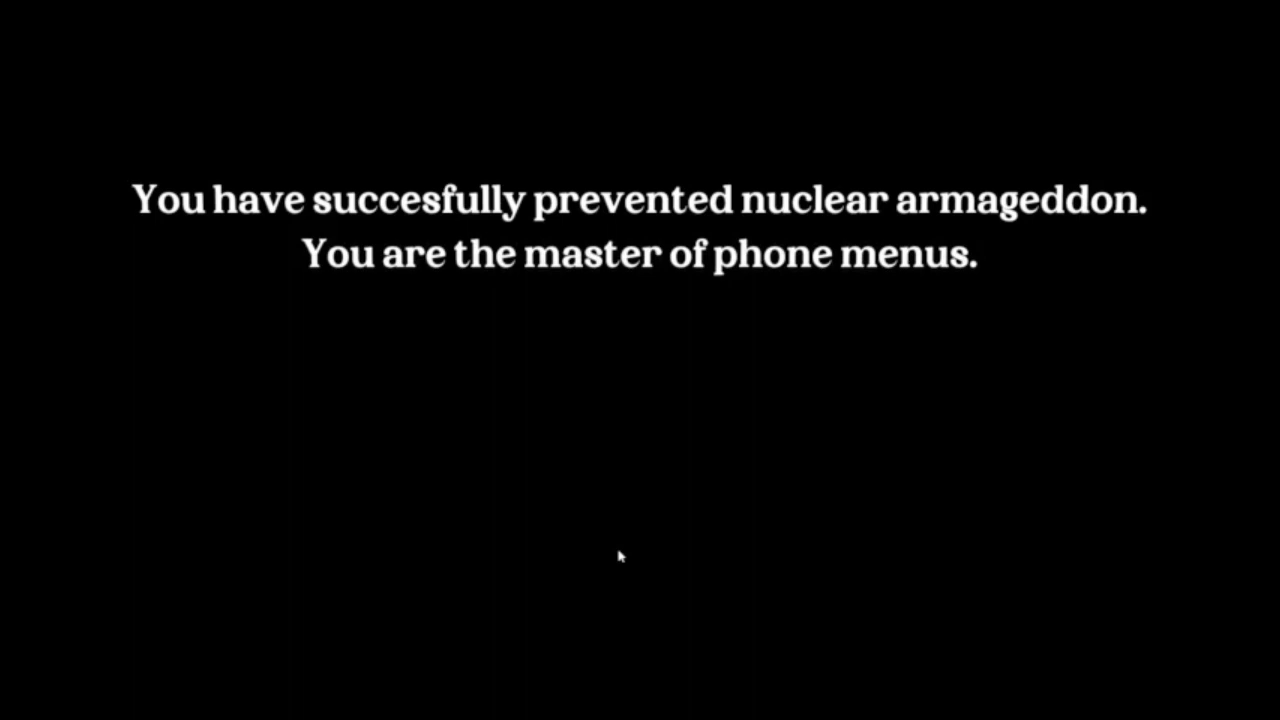 You have succesfully prevented nuclear armageddon.
You are the master of phone menus.